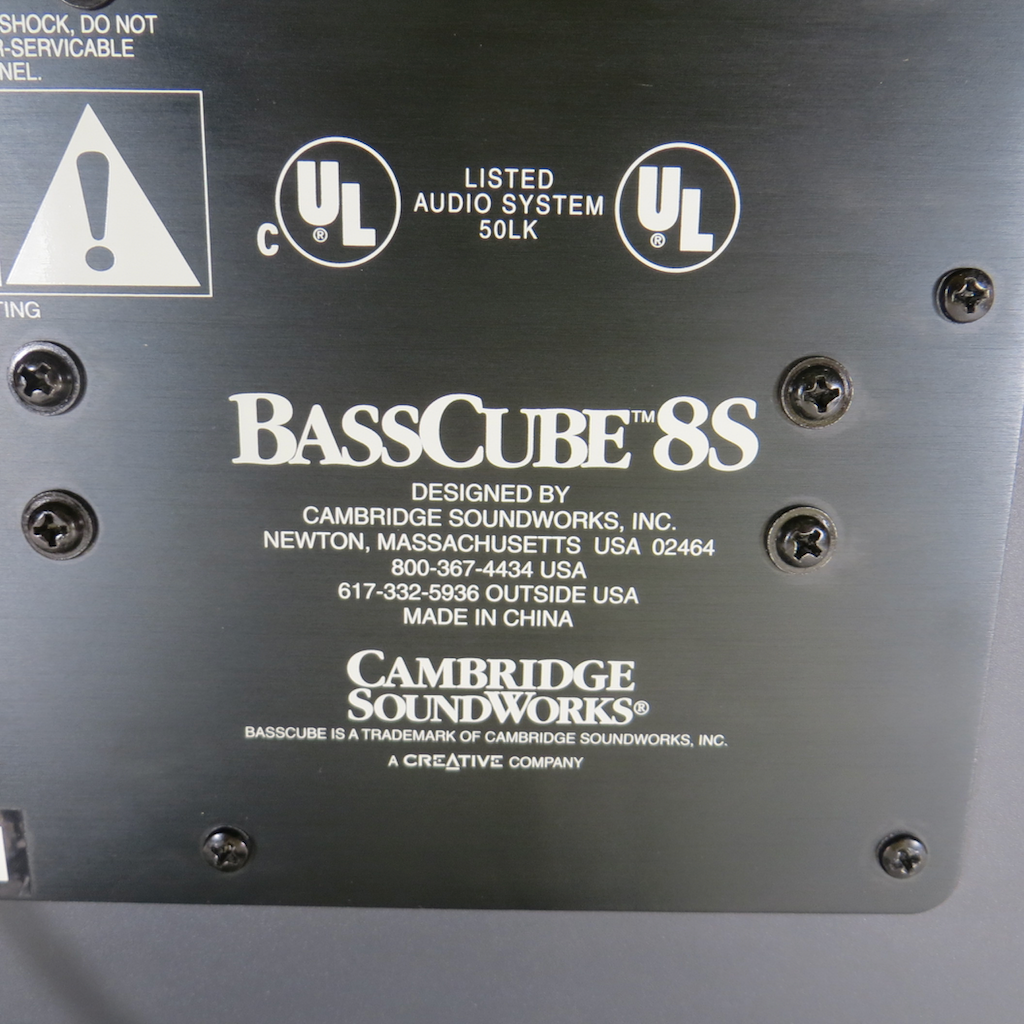 SHOCK, DO NOT
R-SERVICABLE
NEL.
C UL® LISTED UL®
AUDIO SYSTEM
50LK
TING
BASSCUBE™ 8S
DESIGNED BY
CAMBRIDGE SOUNDWORKS, INC.
NEWTON, MASSACHUSETTS USA 02464
800-367-4434 USA
617-332-5936 OUTSIDE USA
MADE IN CHINA
CAMBRIDGE
SOUNDWORKS®
BASSCUBE IS A TRADEMARK OF CAMBRIDGE SOUNDWORKS, INC.
A CREATIVE COMPANY